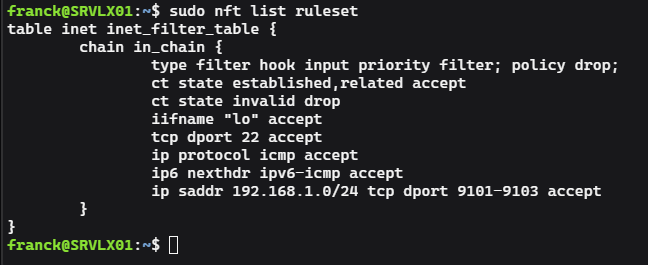 franck@SRVLX01:~$ sudo nft list ruleset
table inet inet_filter_table {
        chain in_chain {
                type filter hook input priority filter; policy drop;
                ct state established,related accept
                ct state invalid drop
                iifname "lo" accept
                tcp dport 22 accept
                ip protocol icmp accept
                ip6 nexthdr ipv6-icmp accept
                ip saddr 192.168.1.0/24 tcp dport 9101-9103 accept
        }
}
franck@SRVLX01:~$